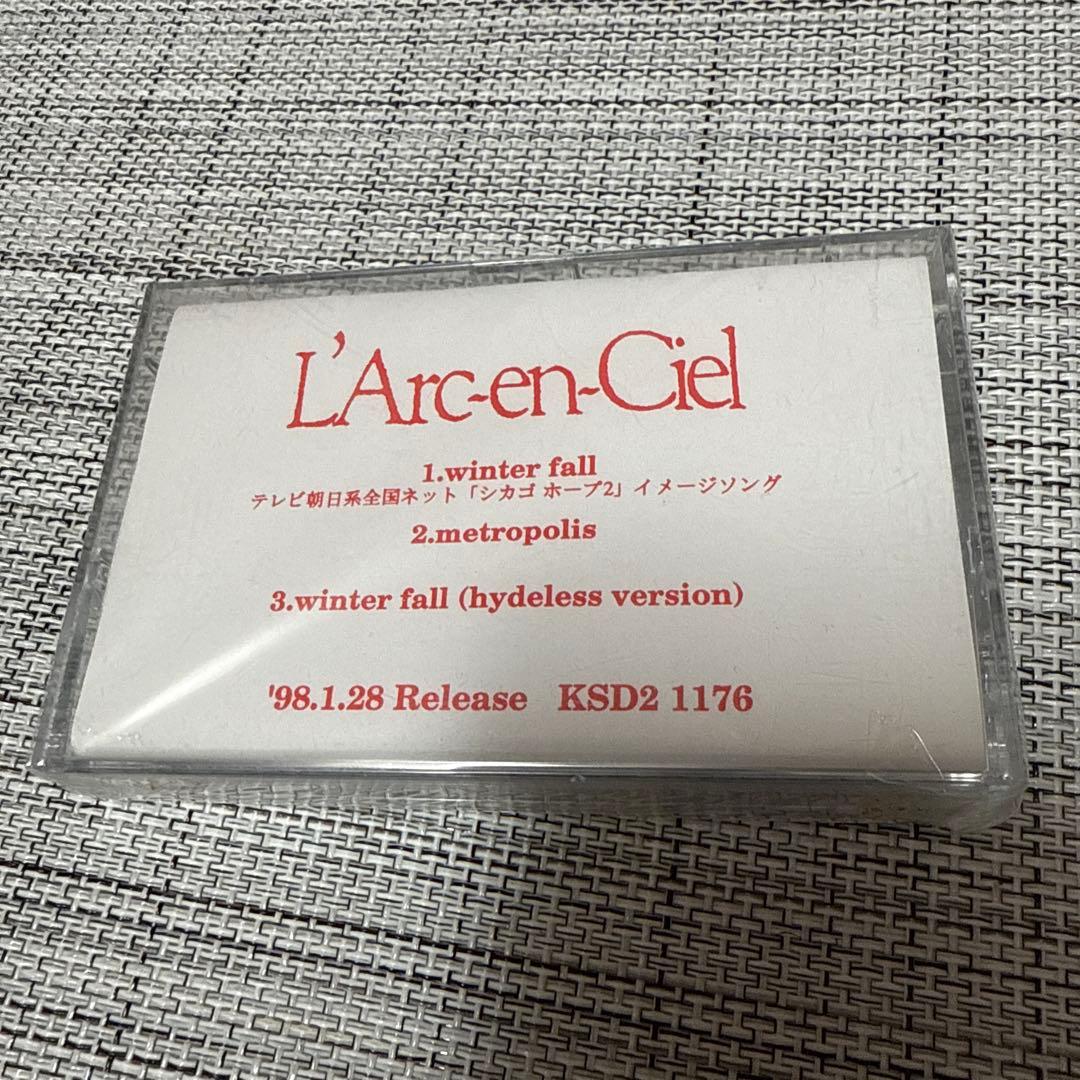 L'Arc-en-Ciel
1.winter fall
テレビ朝日系全国ネット「シカゴ ホープ2」イメージソング
2.metropolis
3.winter fall (hydeless version)
'98.1.28 Release KSD2 1176